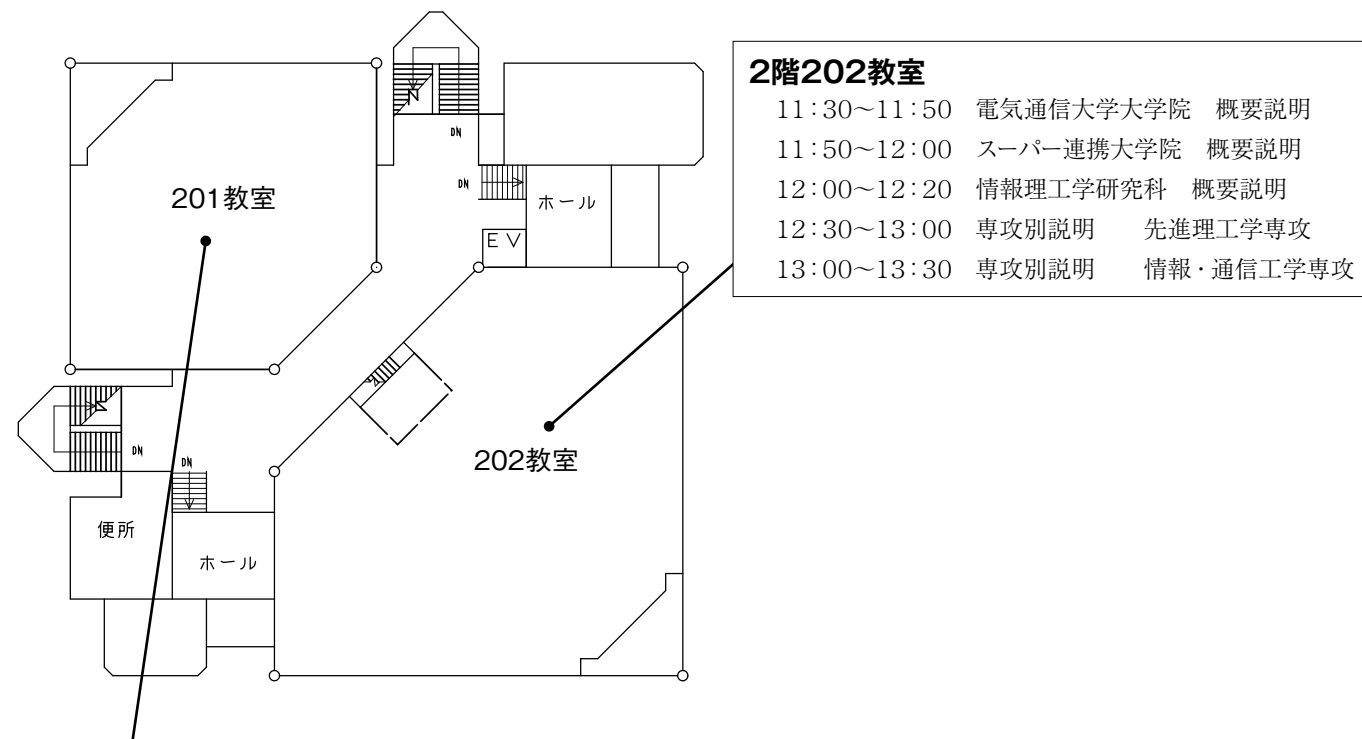 2階202教室
11:30〜11:50 電気通信大学大学院 概要説明
11:50〜12:00 スーパー連携大学院 概要説明
12:00〜12:20 情報理工学研究科 概要説明
12:30〜13:00 専攻別説明 先進理工学専攻
13:00〜13:30 専攻別説明 情報・通信工学専攻
DN
DN
201教室
ホール
EV
202教室
DN
DN
便所
ホール